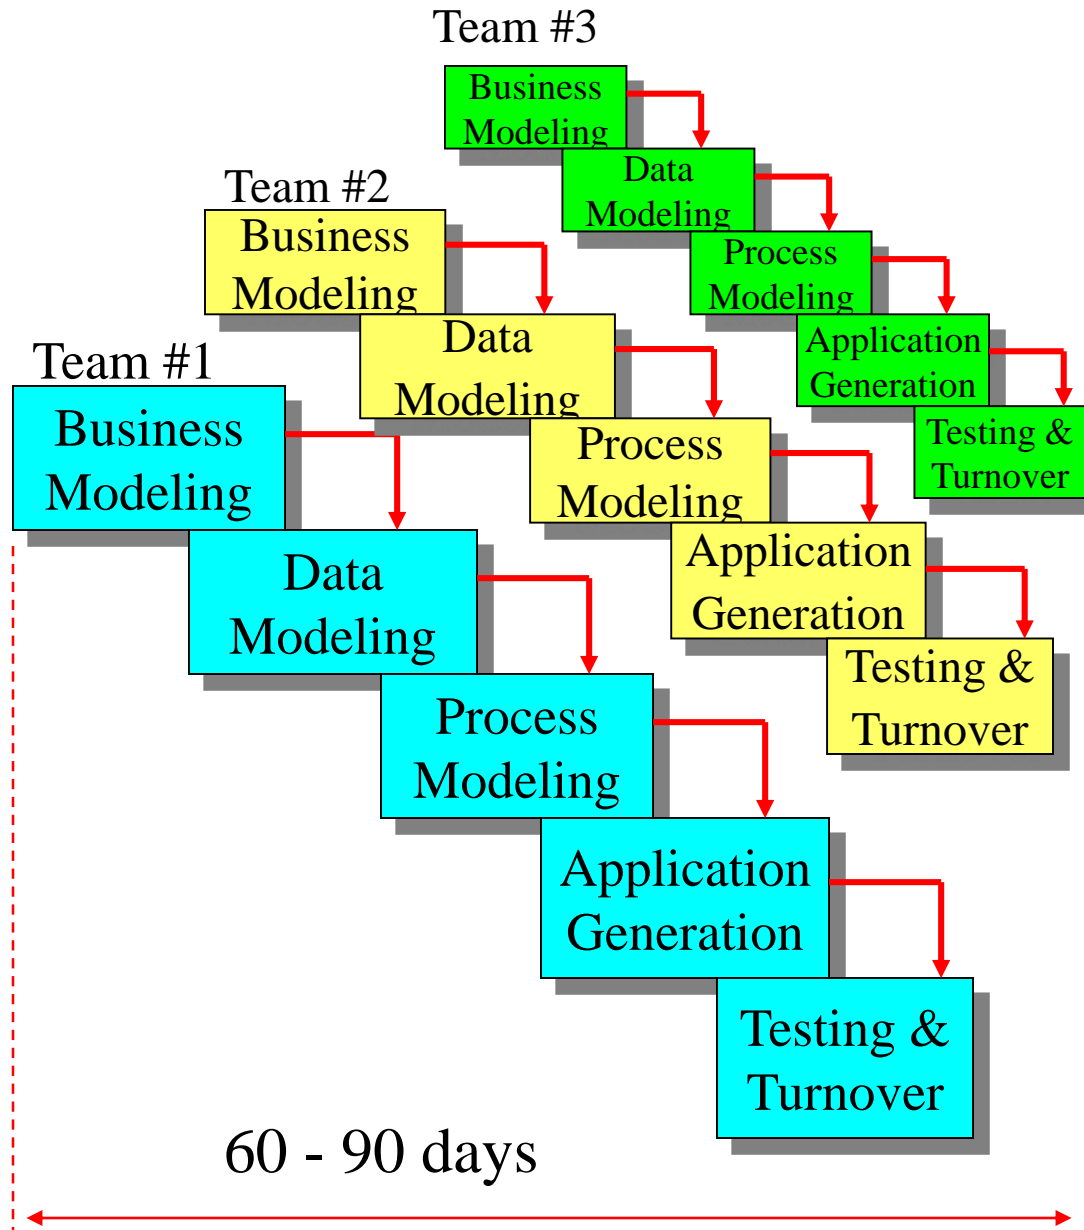 Team #3
Business
Modeling
Data
Modeling
Process
Modeling
Application
Generation
Testing &
Turnover
Team #2
Business
Modeling
Data
Modeling
Process
Modeling
Application
Generation
Testing &
Turnover
Team #1
Business
Modeling
Data
Modeling
Process
Modeling
Application
Generation
Testing &
Turnover
60 - 90 days